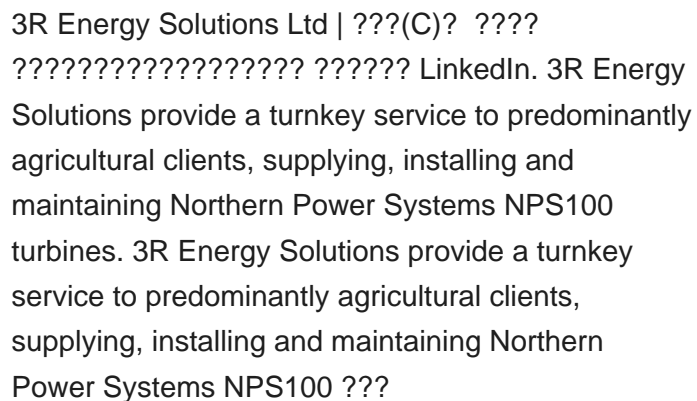 3R Energy Solutions Ltd | ???(C)? ????
?????????????????? ?????? LinkedIn. 3R Energy
Solutions provide a turnkey service to predominantly
agricultural clients, supplying, installing and
maintaining Northern Power Systems NPS100
turbines. 3R Energy Solutions provide a turnkey
service to predominantly agricultural clients,
supplying, installing and maintaining Northern
Power Systems NPS100 ???